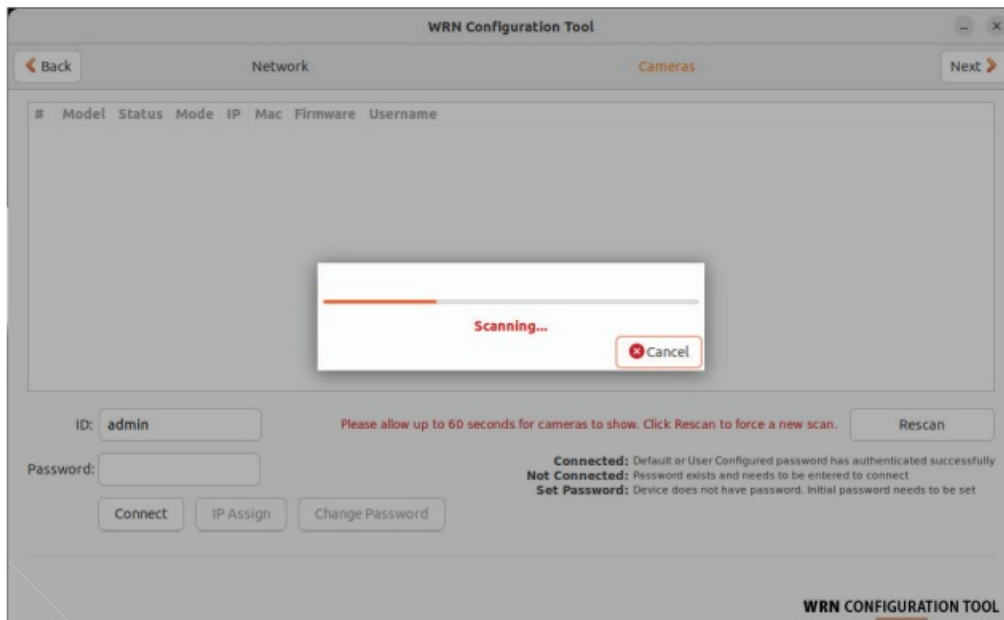 WRN Configuration Tool
Back Network Cameras Next
# Model Status Mode IP Mac Firmware Username
Scanning...
Cancel
ID: admin Please allow up to 60 seconds for cameras to show. Click Rescan to force a new scan. Rescan
Connected: Default or User Configured password has authenticated successfully
Password: Not Connected: Password exists and needs to be entered to connect
Set Password: Device does not have password. Initial password needs to be set
Connect IP Assign Change Password
WRN CONFIGURATION TOOL